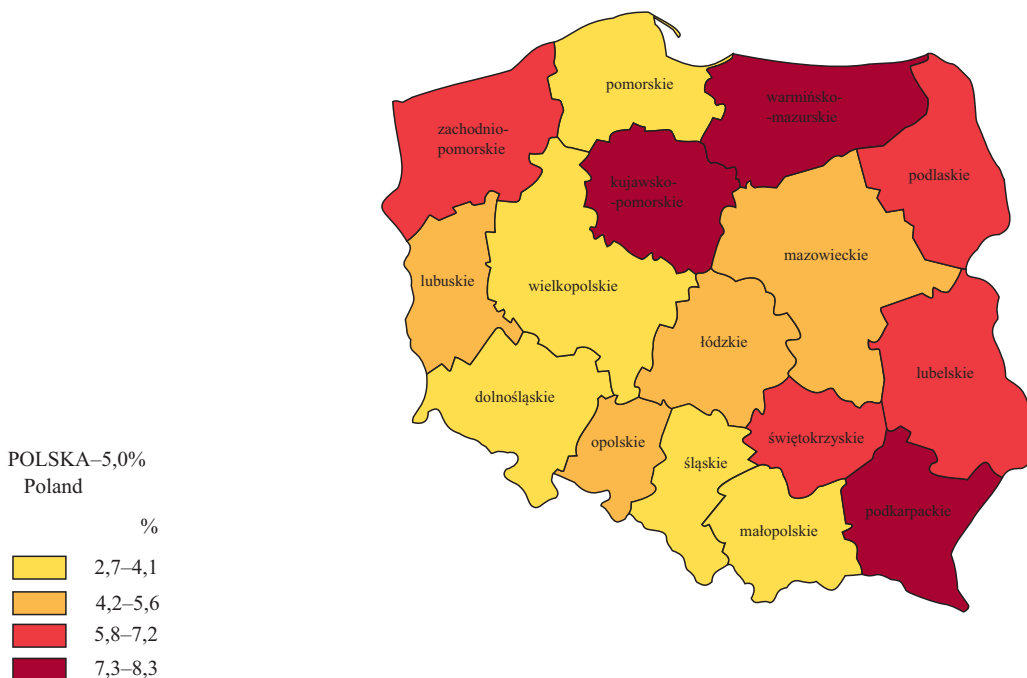 pomorskie
warmińsko-
-mazurskie
zachodnio-
pomorskie
podlaskie
kujawsko-
-pomorskie
mazowieckie
lubuskie
wielkopolskie
łódzkie
lubelskie
dolnośląskie
świętokrzyskie
opolskie
śląskie
podkarpackie
małopolskie
POLSKA–5,0%
Poland
%
2,7–4,1
4,2–5,6
5,8–7,2
7,3–8,3